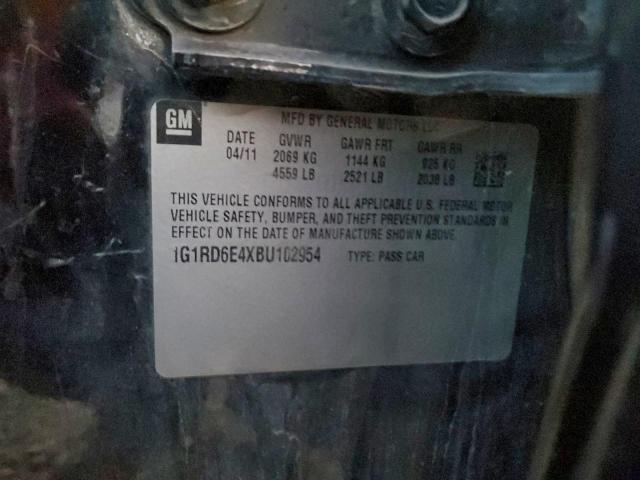 GM
MFD BY GENERAL MOTORS LLC
DATE GVWR GAWR FRT GAWR RR
04/11 2069 KG 1144 KG 925 KG
4559 LB 2521 LB 2038 LB
THIS VEHICLE CONFORMS TO ALL APPLICABLE U.S. FEDERAL MOTOR
VEHICLE SAFETY, BUMPER, AND THEFT PREVENTION STANDARDS IN
EFFECT ON THE DATE OF MANUFACTURE SHOWN ABOVE.
1G1RD6E4XBU102954 TYPE: PASS CAR